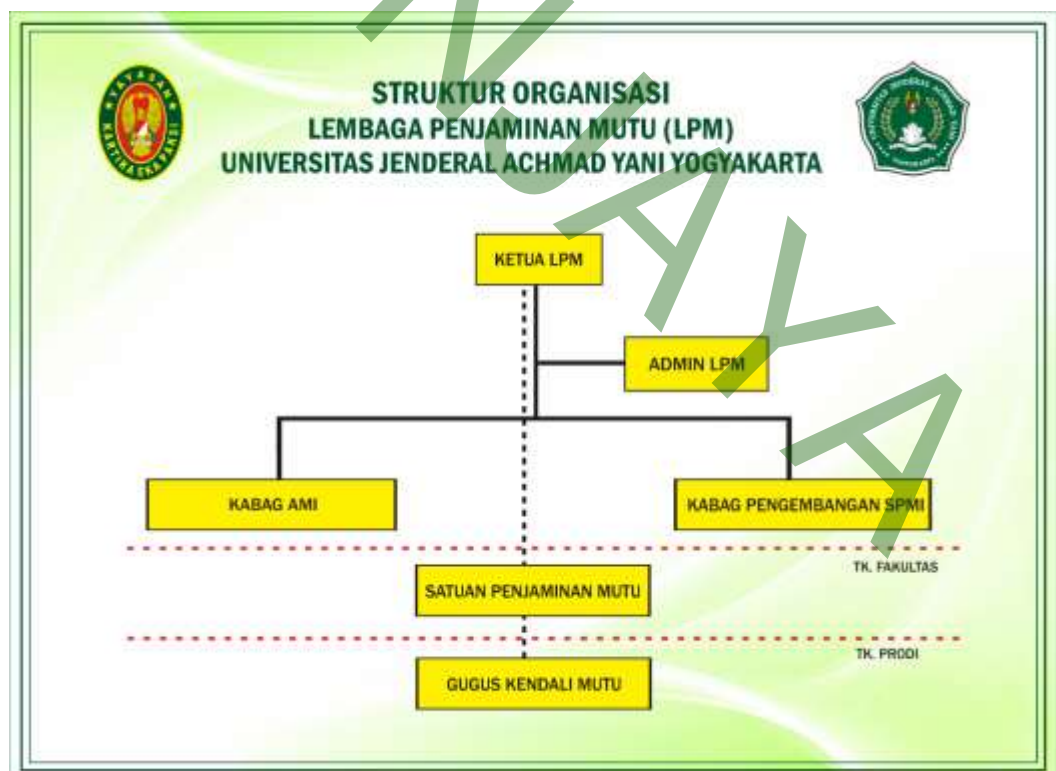 STRUKTUR ORGANISASI
LEMBAGA PENJAMINAN MUTU (LPM)
UNIVERSITAS JENDERAL ACHMAD YANI YOGYAKARTA
KETUA LPM
ADMIN LPM
KABAG AMI
KABAG PENGEMBANGAN SPMI
TK. FAKULTAS
SATUAN PENJAMINAN MUTU
TK. PRODI
GUGUS KENDALI MUTU
NJAYA